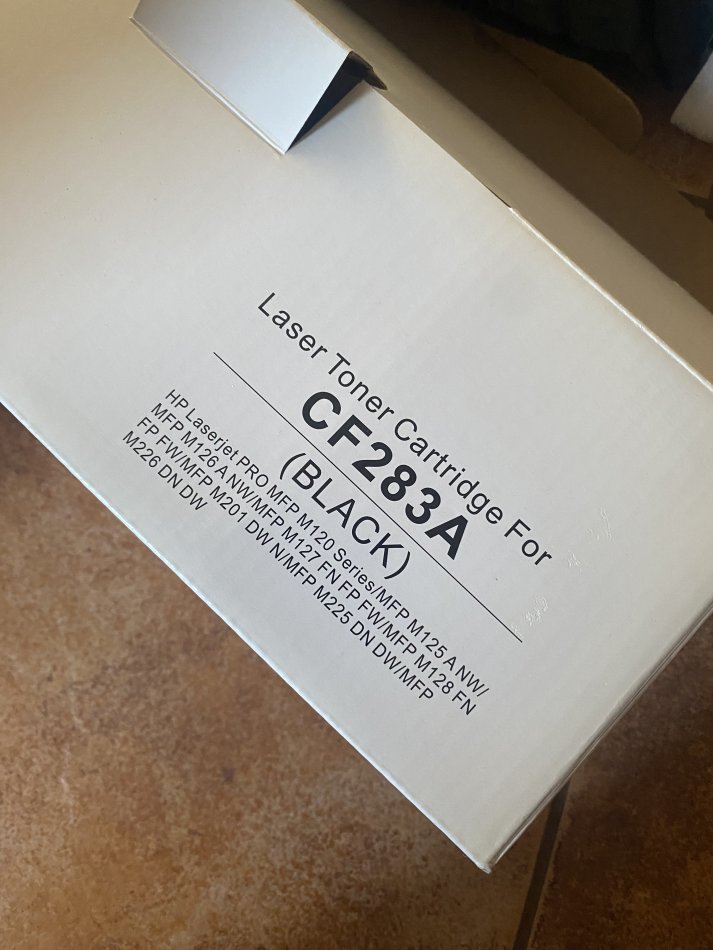 Laser Toner Cartridge For
CF283A
(BLACK)
HP Laserjet PRO MFP M120 Series/MFP M125 A NW/
MFP M126 A NW/MFP M127 FN FP FW/MFP M128 FN
FP FW/MFP M201 DW N/MFP M225 DN DW/MFP
M226 DN DW